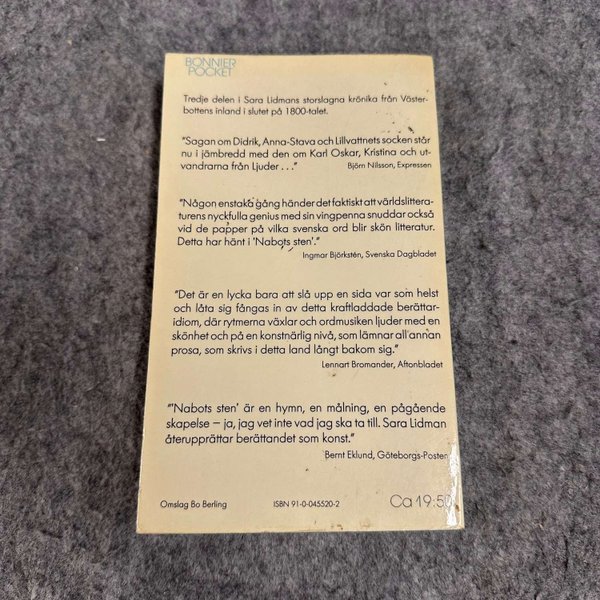 BONNIER
POCKET
Tredje delen i Sara Lidmans storslagna krönika från Väster-
bottens inland i slutet på 1800-talet.
"Sagan om Didrik, Anna-Stava och Lillvattnets socken står
nu i jämbredd med den om Karl Oskar, Kristina och ut-
vandrarna från Ljuder . . ."
Björn Nilsson, Expressen
"Någon enstaka gång händer det faktiskt att världslittera-
turens nyckfulla genius med sin vingpenna snuddar också
vid de papper på vilka svenska ord blir skön litteratur.
Detta har hänt i 'Nabots sten'."
Ingmar Björkstén, Svenska Dagbladet
"Det är en lycka bara att slå upp en sida var som helst
och låta sig fångas in av detta kraftladdade berättar-
idiom, där rytmerna växlar och ordmusiken ljuder med en
skönhet och på en konstnärlig nivå, som lämnar all annan
prosa, som skrivs i detta land långt bakom sig."
Lennart Bromander, Aftonbladet
"'Nabots sten' är en hymn, en målning, en pågående
skapelse – ja, jag vet inte vad jag ska ta till. Sara Lidman
återupprättar berättandet som konst."
Bernt Eklund, Göteborgs-Posten
Omslag Bo Berling
ISBN 91-0-045520-2
Ca 19:50